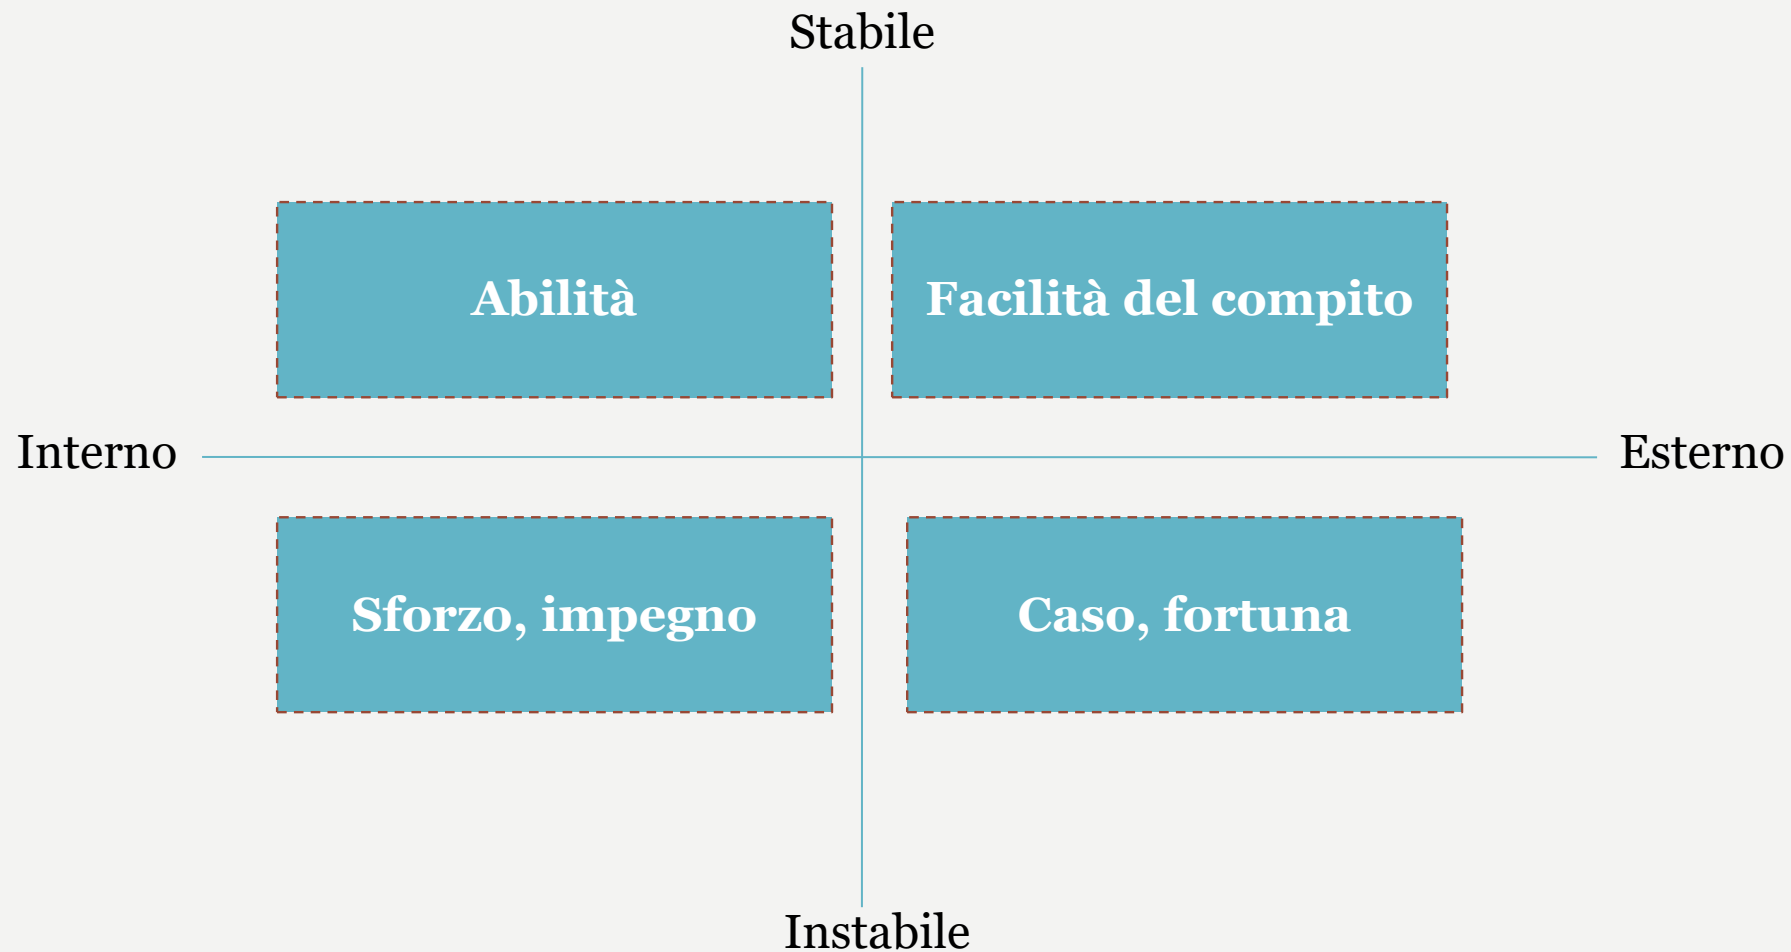 Stabile
Abilità
Facilità del compito
Interno
Esterno
Sforzo, impegno
Caso, fortuna
Instabile